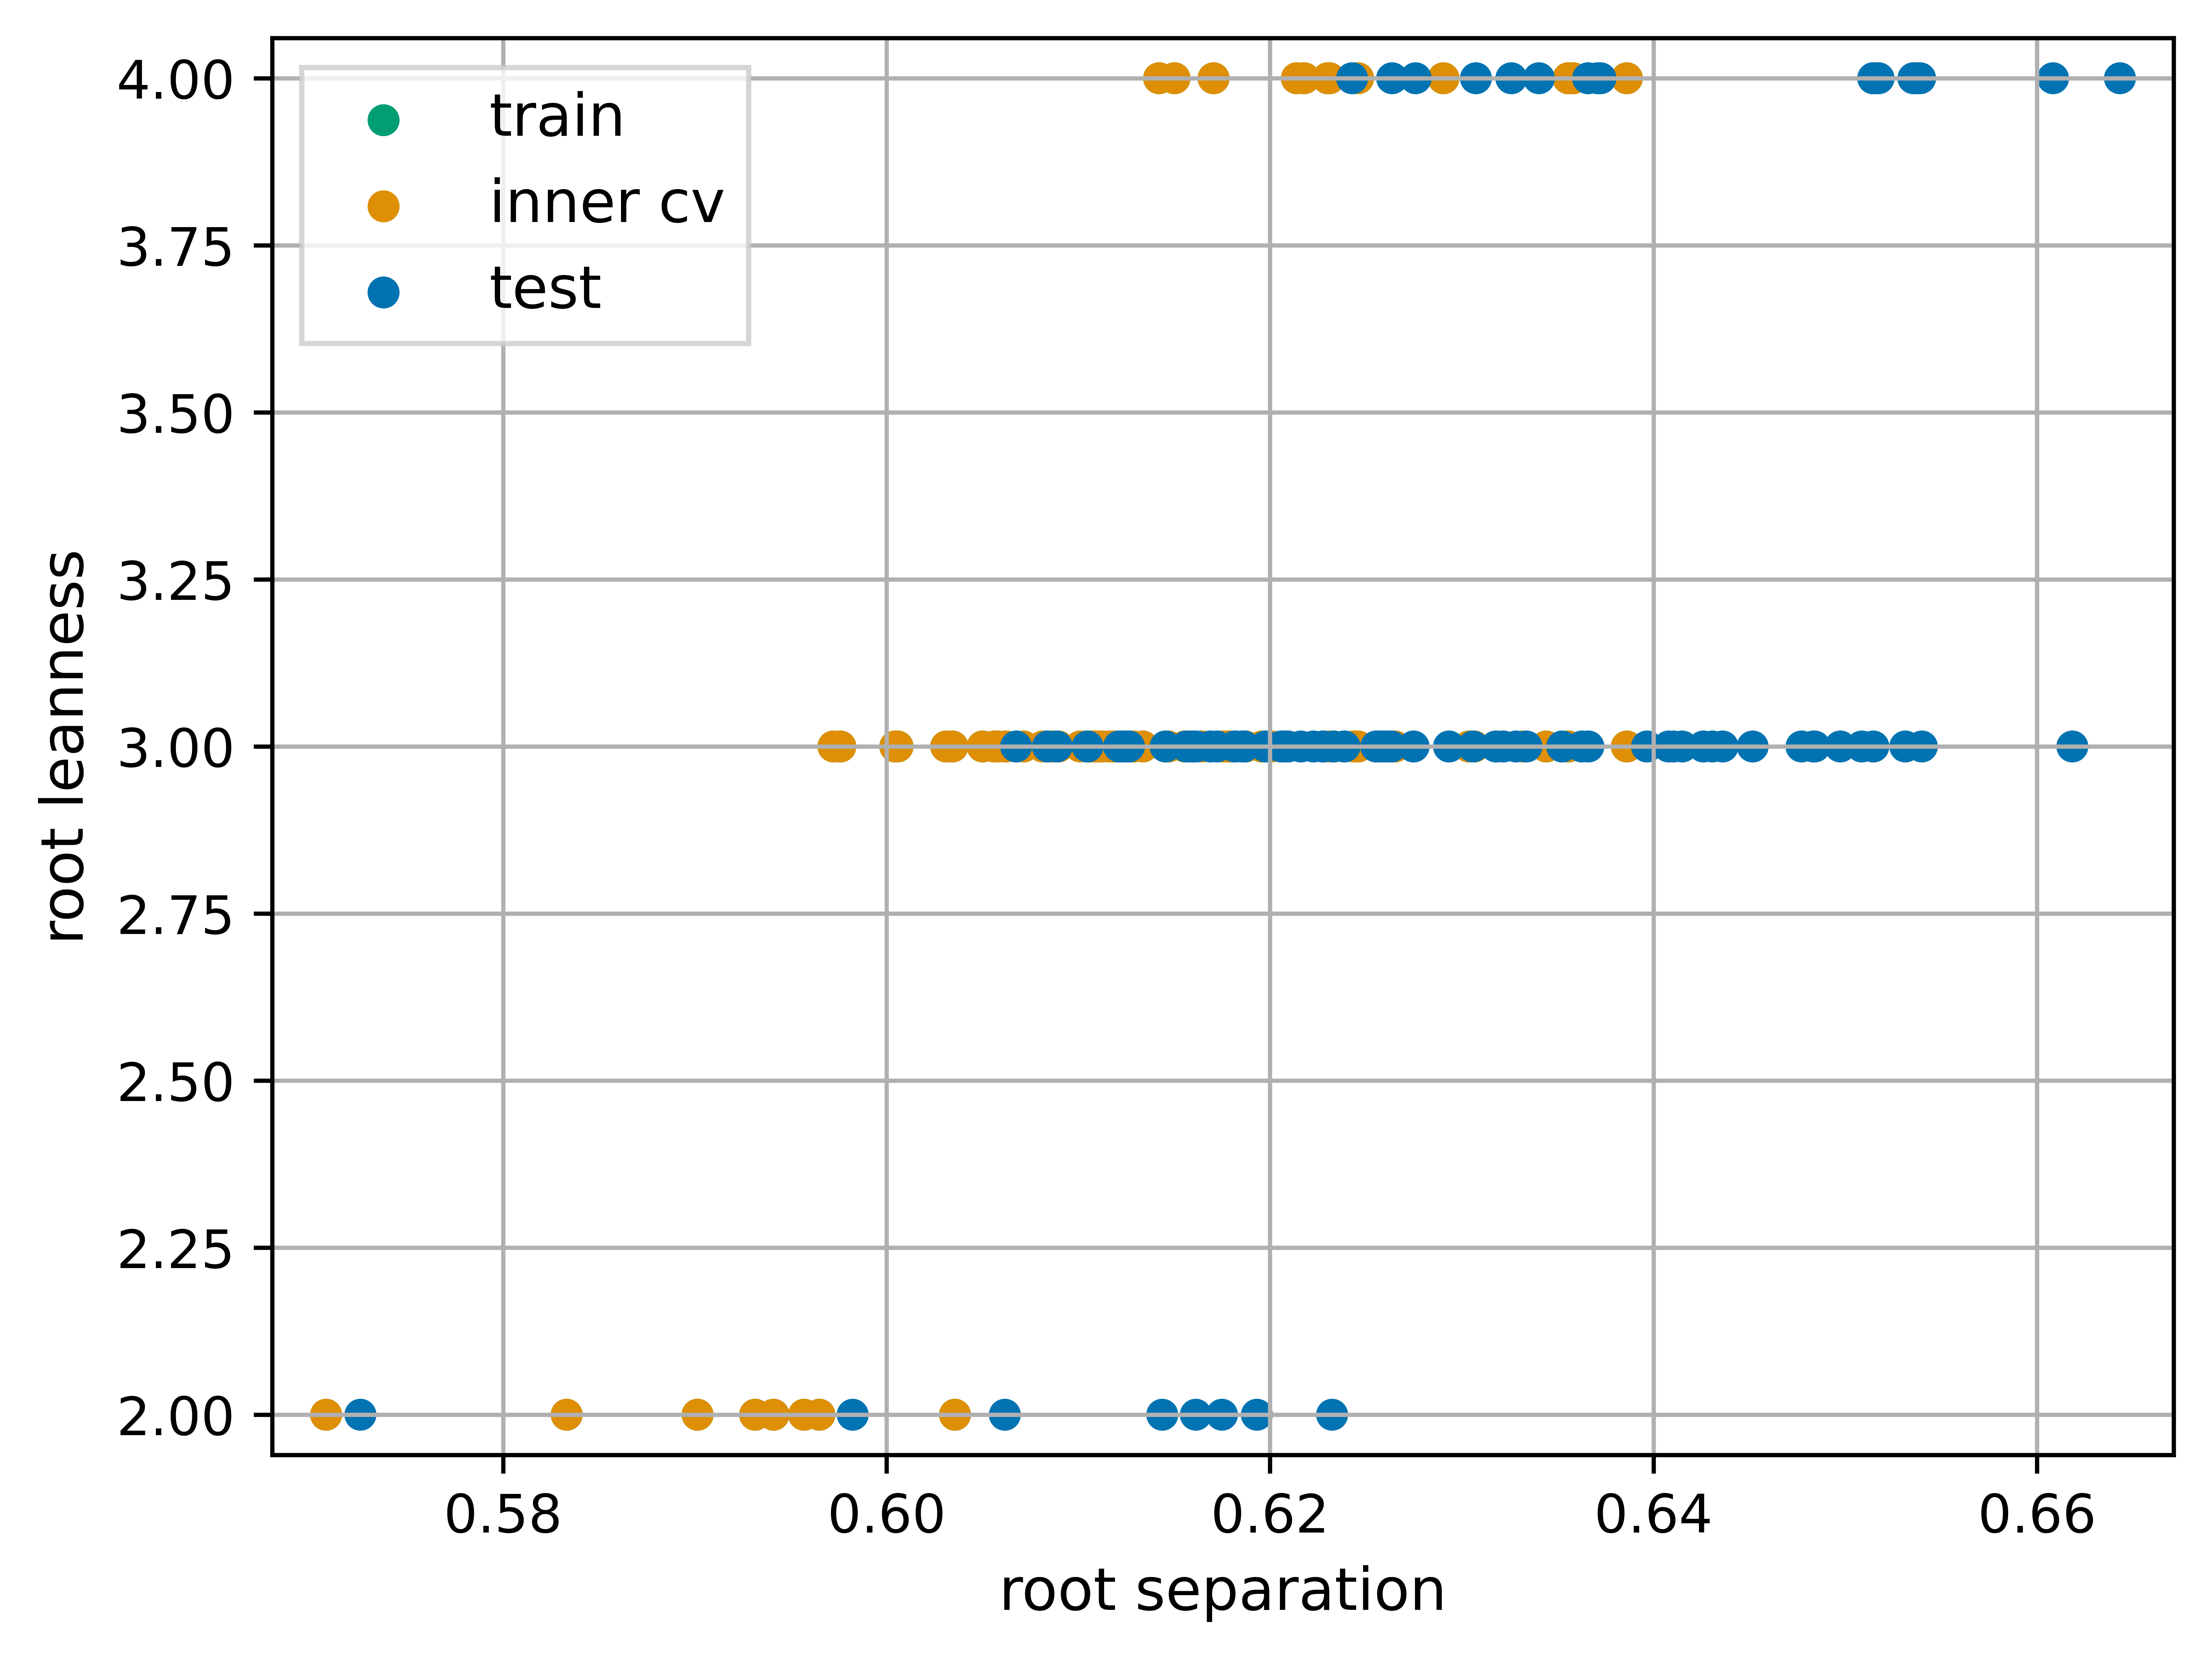 4.00
3.75
3.50
3.25
3.00
2.75
2.50
2.25
2.00
root leanness
train
inner cv
test
0.58 0.60 0.62 0.64 0.66
root separation